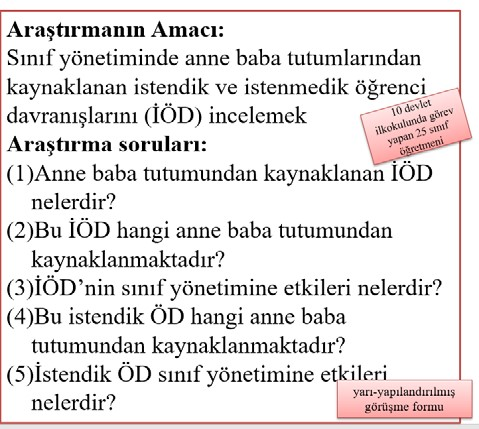 Araştırmanın Amacı:
Sınıf yönetiminde anne baba tutumlarından
kaynaklanan istendik ve istenmedik öğrenci
davranışlarını (İÖD) incelemek
10 devlet
ilkokulunda görev
yapan 25 sınıf
öğretmeni
Araştırma soruları:
(1)Anne baba tutumundan kaynaklanan İÖD
nelerdir?
(2)Bu İÖD hangi anne baba tutumundan
kaynaklanmaktadır?
(3)İÖD’nin sınıf yönetimine etkileri nelerdir?
(4)Bu istendik ÖD hangi anne baba
tutumundan kaynaklanmaktadır?
(5)İstendik ÖD sınıf yönetimine etkileri
nelerdir?
yarı-yapılandırılmış
görüşme formu